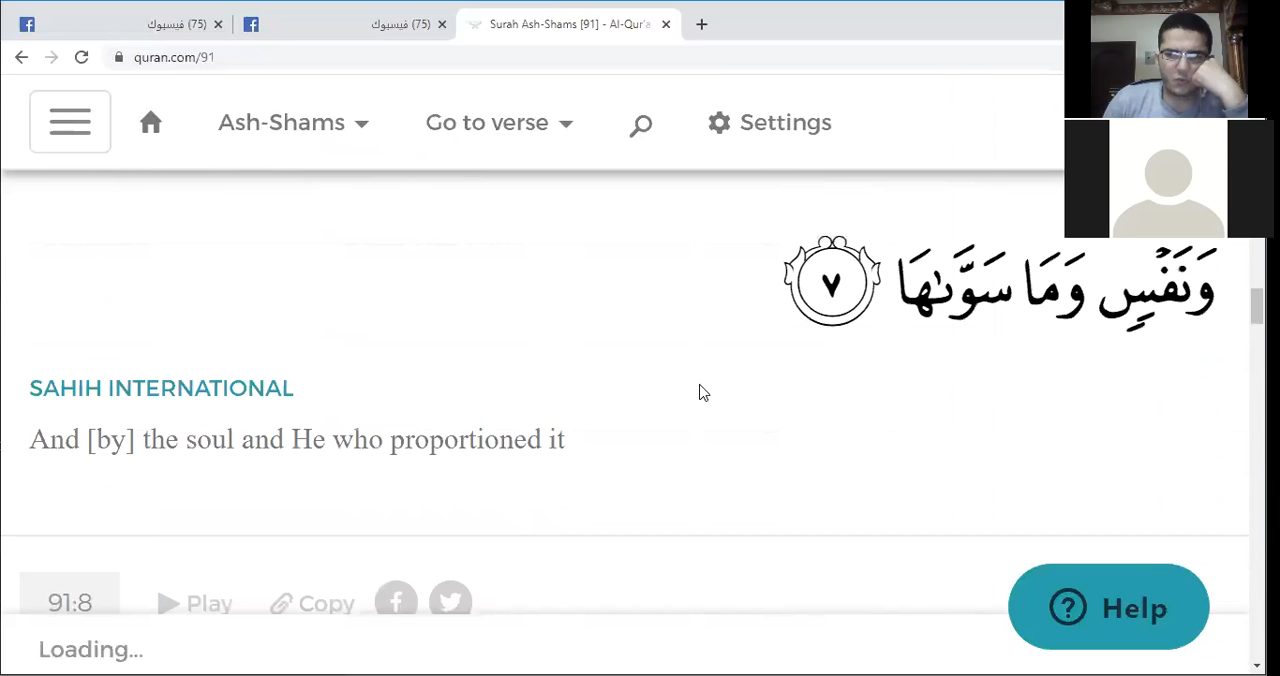 (75) فيسبوك
(75) فيسبوك
Surah Ash-Shams [91] - Al-Qur'a
quran.com/91
Ash-Shams
Go to verse
Settings
وَنَفۡسٖ وَمَا سَوَّىٰهَا ٧
SAHIH INTERNATIONAL
And [by] the soul and He who proportioned it
91:8
Play
Copy
Help
Loading...